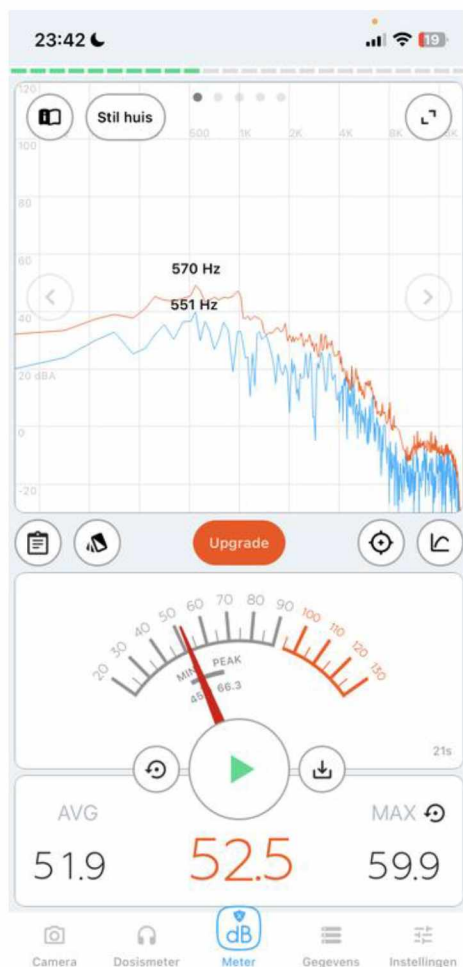 23:42
19
120
Stil huis
500 1K 2K 4K 8K
100
80
60
570 Hz
551 Hz
40
20 dBA
0
-20
Upgrade
20 30 40 50 60 70 80 90 100 110 120 130
MIN PEAK
66.3
21s
AVG MAX
51.9 52.5 59.9
dB
Camera Dosismeter Meter Gegevens Instellingen